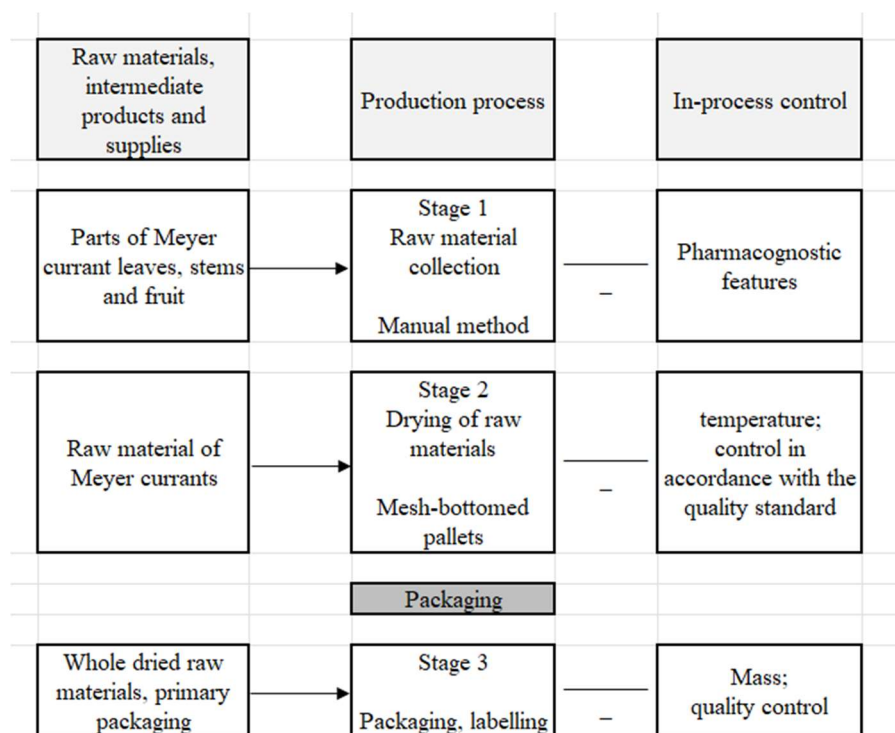 Raw materials,
intermediate
products and
supplies
Production process
In-process control
Parts of Meyer
currant leaves, stems
and fruit
Stage 1
Raw material
collection
Manual method
–
Pharmacognostic
features
Raw material of
Meyer currants
Stage 2
Drying of raw
materials
Mesh-bottomed
pallets
–
temperature;
control in
accordance with the
quality standard
Packaging
Whole dried raw
materials, primary
packaging
Stage 3
Packaging, labelling
–
Mass;
quality control